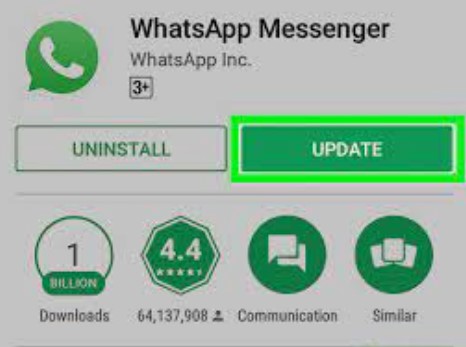 WhatsApp Messenger
WhatsApp Inc.
3+
UNINSTALL
UPDATE
1
BILLION
4.4
Downloads
64,137,908
Communication
Similar